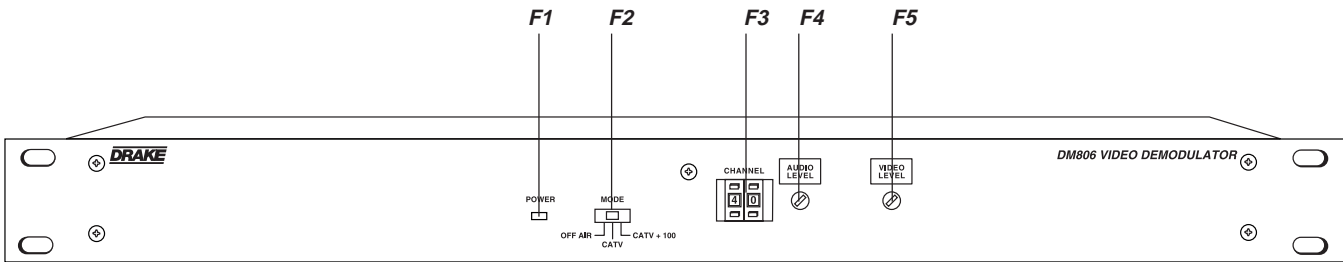 F1 F2 F3 F4 F5
DRAKE
DM806 VIDEO DEMODULATOR
CHANNEL
AUDIO
LEVEL
VIDEO
LEVEL
POWER
MODE
4 0
OFF AIR
CATV
CATV + 100